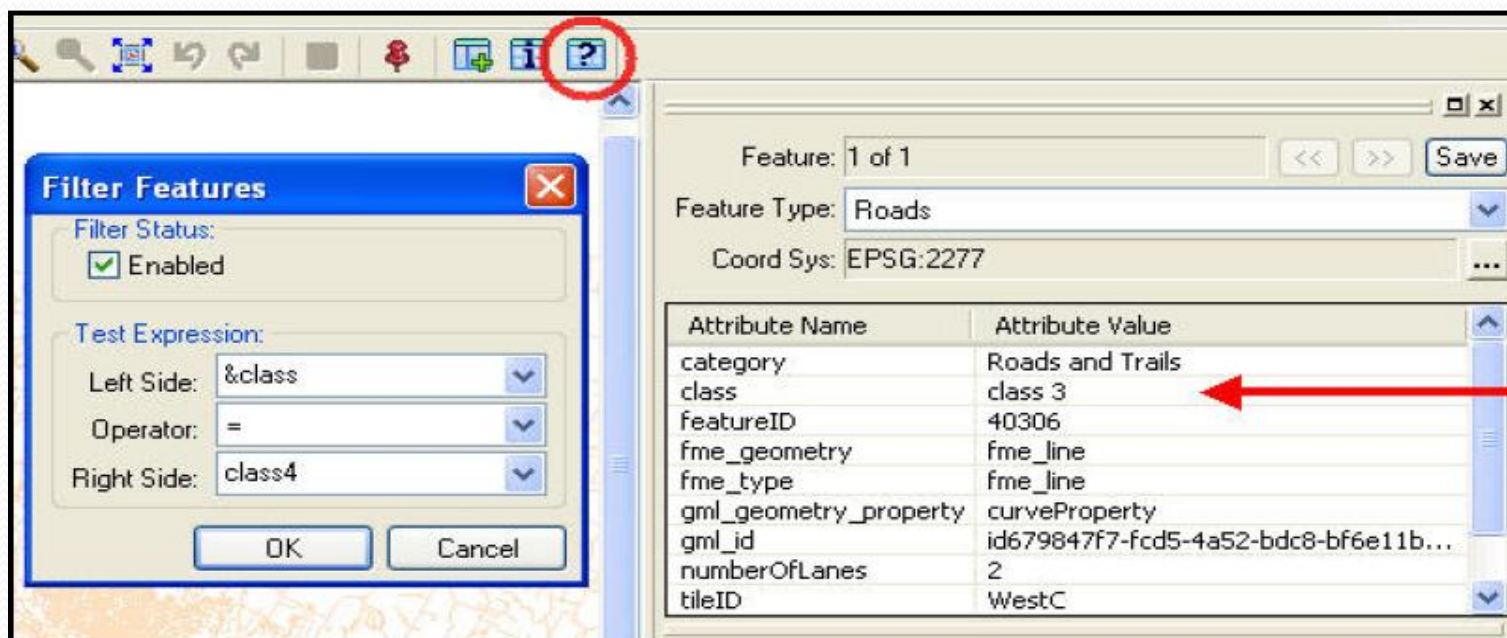 Filter Features
Filter Status:
Enabled
Test Expression:
Left Side: &class
Operator: =
Right Side: class4
OK Cancel
Feature: 1 of 1 << >> Save
Feature Type: Roads
Coord Sys: EPSG:2277 ...
Attribute Name Attribute Value
category Roads and Trails
class class 3
featureID 40306
fme_geometry fme_line
fme_type fme_line
gml_geometry_property curveProperty
gml_id id679847f7-fcd5-4a52-bdc8-bf6e11b...
numberOfLanes 2
tileID WestC